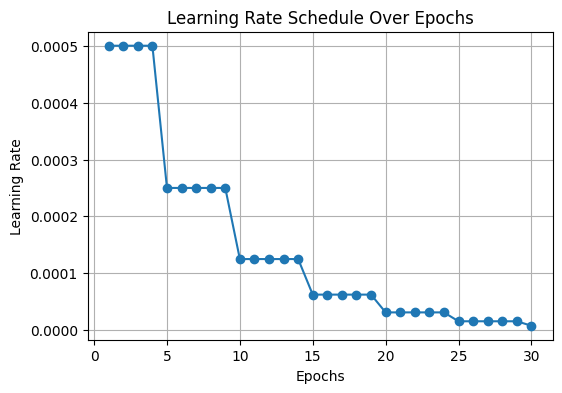 Learning Rate Schedule Over Epochs
0.0005
0.0004
0.0003
0.0002
0.0001
0.0000
Learning Rate
0 5 10 15 20 25 30
Epochs